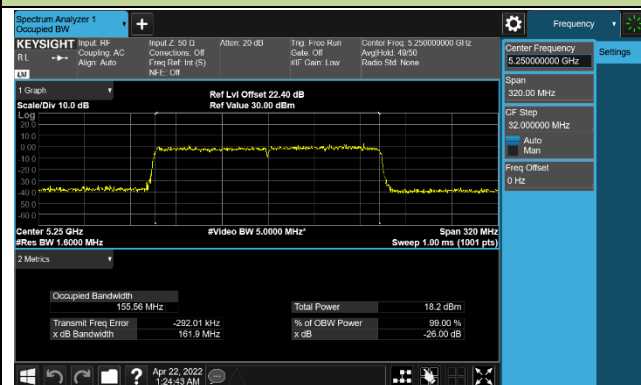 Spectrum Analyzer 1
Occupied BW
+
Frequency
KEYSIGHT
RL
LXI
Input: RF
Coupling: AC
Align: Auto
Input Z: 50 Ω
Corrections: Off
Freq Ref: Int (S)
NFE: Off
Atten: 20 dB
Trig: Free Run
Gate: Off
#IF Gain: Low
Center Freq: 5.250000000 GHz
Avg|Hold: 49/50
Radio Std: None
Center Frequency
5.250000000 GHz
Settings
Span
320.00 MHz
CF Step
32.000000 MHz
Auto
Man
Freq Offset
0 Hz
1 Graph
Scale/Div 10.0 dB
Ref Lvl Offset 22.40 dB
Ref Value 30.00 dBm
Log
20.0
10.0
0.00
-10.0
-20.0
-30.0
-40.0
-50.0
-60.0
Center 5.25 GHz
#Res BW 1.6000 MHz
#Video BW 5.0000 MHz*
Span 320 MHz
Sweep 1.00 ms (1001 pts)
2 Metrics
Occupied Bandwidth
155.56 MHz
Total Power 18.2 dBm
Transmit Freq Error -292.01 kHz
% of OBW Power 99.00 %
x dB Bandwidth 161.9 MHz
x dB -26.00 dB
?
Apr 22, 2022
1:24:43 AM